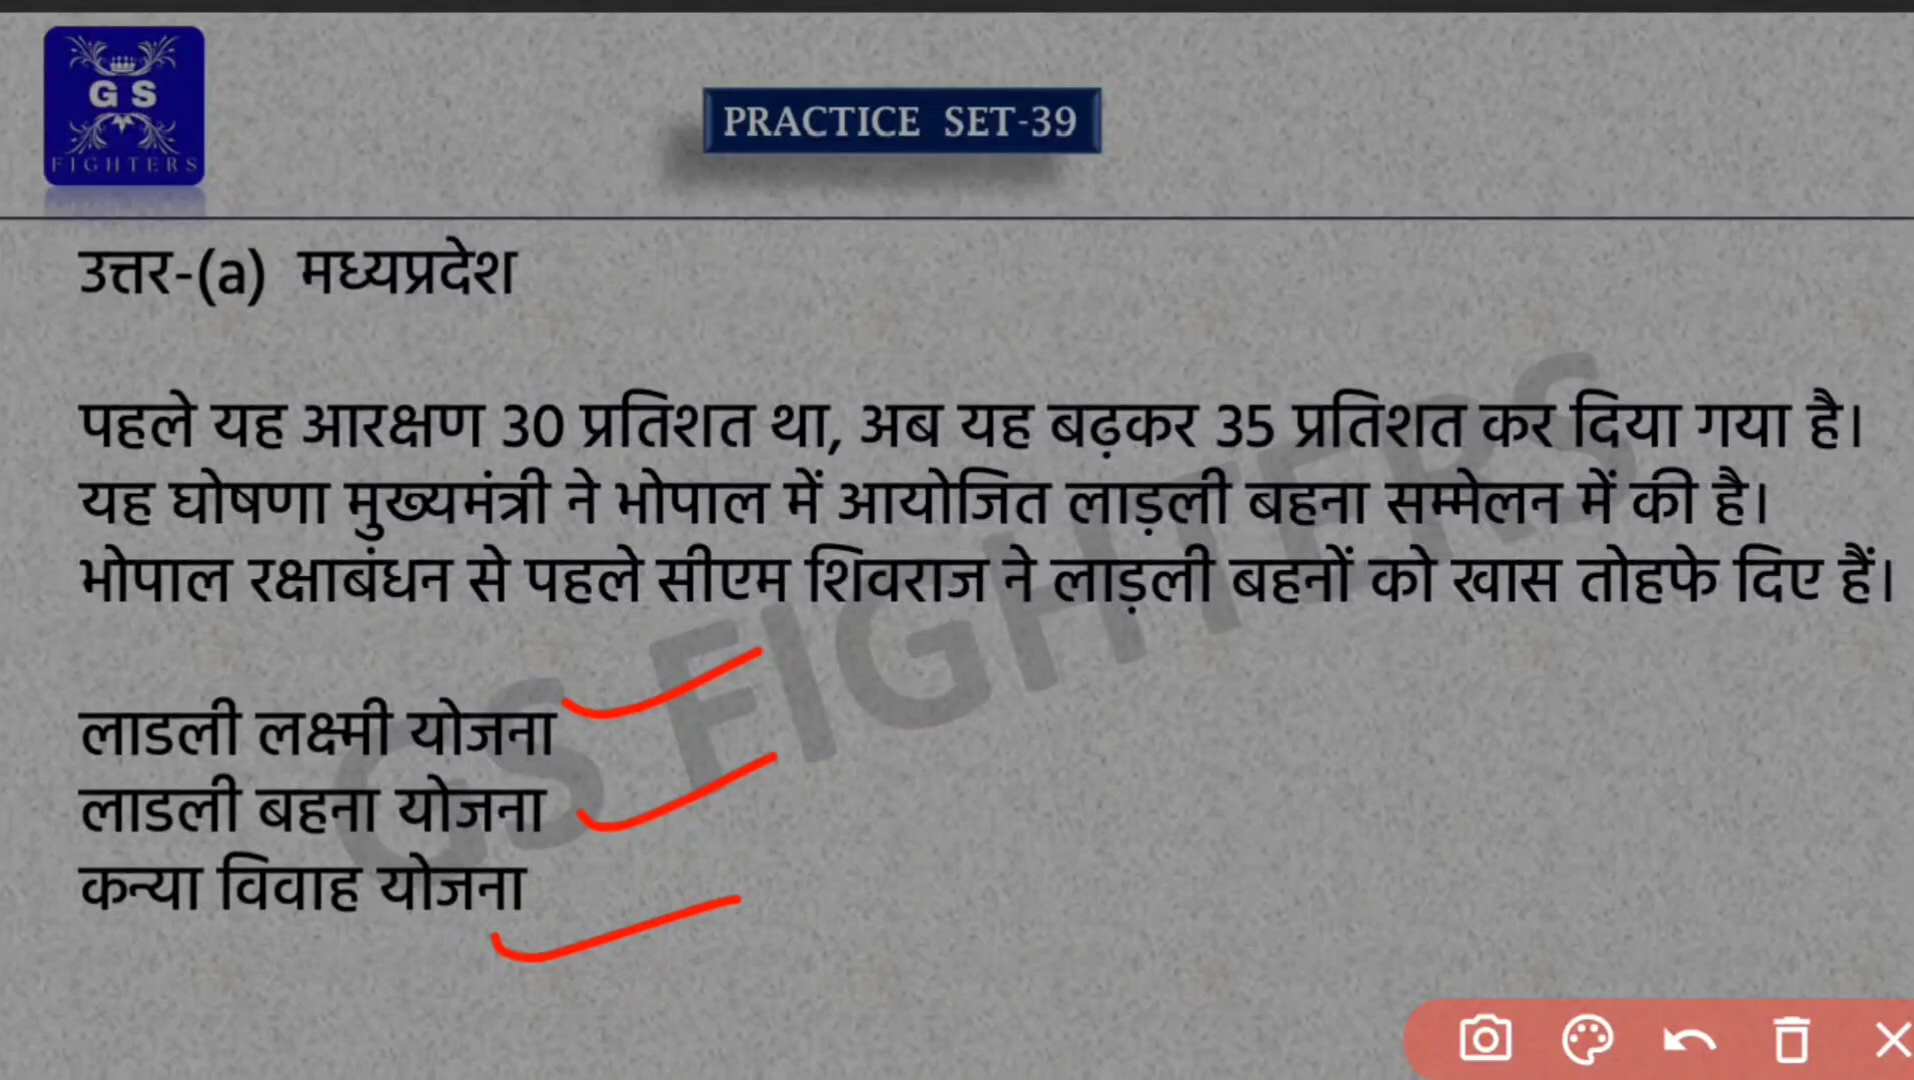 G S
FIGHTERS
PRACTICE SET-39
उत्तर-(a) मध्यप्रदेश
पहले यह आरक्षण 30 प्रतिशत था, अब यह बढ़कर 35 प्रतिशत कर दिया गया है।
यह घोषणा मुख्यमंत्री ने भोपाल में आयोजित लाड़ली बहना सम्मेलन में की है।
भोपाल रक्षाबंधन से पहले सीएम शिवराज ने लाड़ली बहनों को खास तोहफे दिए हैं।
लाडली लक्ष्मी योजना
लाडली बहना योजना
कन्या विवाह योजना
GS FIGHTERS